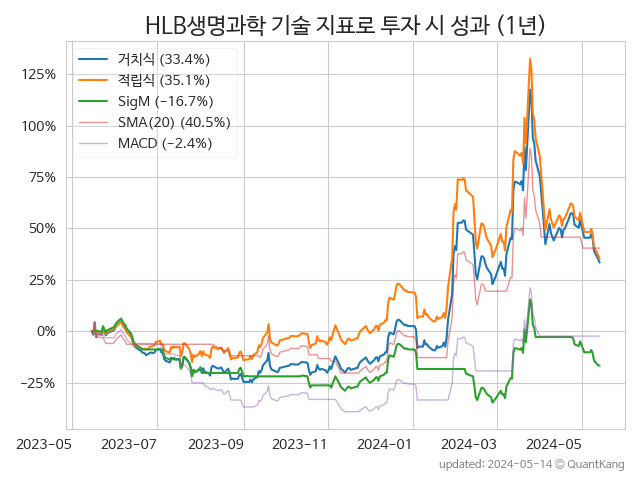 HLB생명과학 기술 지표로 투자 시 성과 (1년)
거치식 (33.4%)
적립식 (35.1%)
SigM (−16.7%)
SMA(20) (40.5%)
MACD (−2.4%)
125%
100%
75%
50%
25%
0%
−25%
2023-05 2023-07 2023-09 2023-11 2024-01 2024-03 2024-05
updated: 2024-05-14 © QuantKang